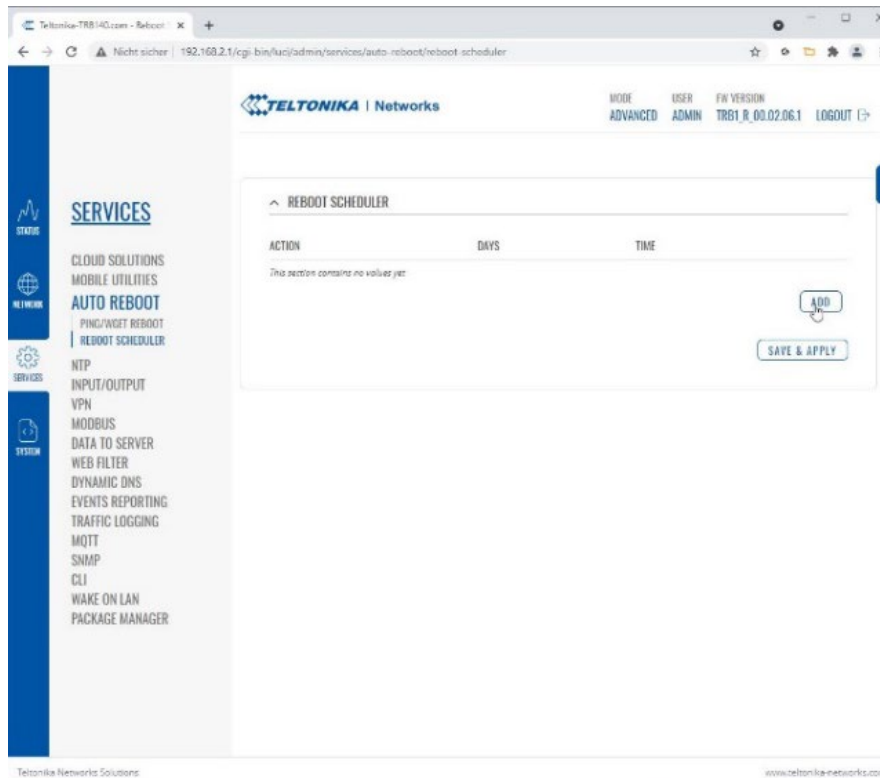 Teltonika-TRB140.com - Reboot
Nicht sicher 192.168.2.1/cgi-bin/luci/admin/services/auto-reboot/reboot-scheduler
TELTONIKA | Networks
MODE USER FW VERSION
ADVANCED ADMIN TRB1_R_00.02.06.1 LOGOUT
STATUS
NETWORK
SERVICES
SYSTEM
SERVICES
CLOUD SOLUTIONS
MOBILE UTILITIES
AUTO REBOOT
PING/WGET REBOOT
REBOOT SCHEDULER
NTP
INPUT/OUTPUT
VPN
MODBUS
DATA TO SERVER
WEB FILTER
DYNAMIC DNS
EVENTS REPORTING
TRAFFIC LOGGING
MQTT
SNMP
CLI
WAKE ON LAN
PACKAGE MANAGER
REBOOT SCHEDULER
ACTION DAYS TIME
This section contains no values yet
ADD
SAVE & APPLY
Teltonika Networks Solutions www.teltonika-networks.co